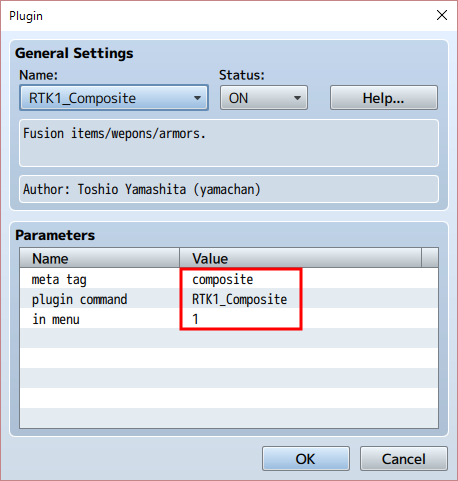 Plugin
General Settings
Name: Status:
RTK1_Composite ON Help...
Fusion items/wepons/armors.
Author: Toshio Yamashita (yamachan)
Parameters
Name Value
meta tag composite
plugin command RTK1_Composite
in menu 1
OK Cancel